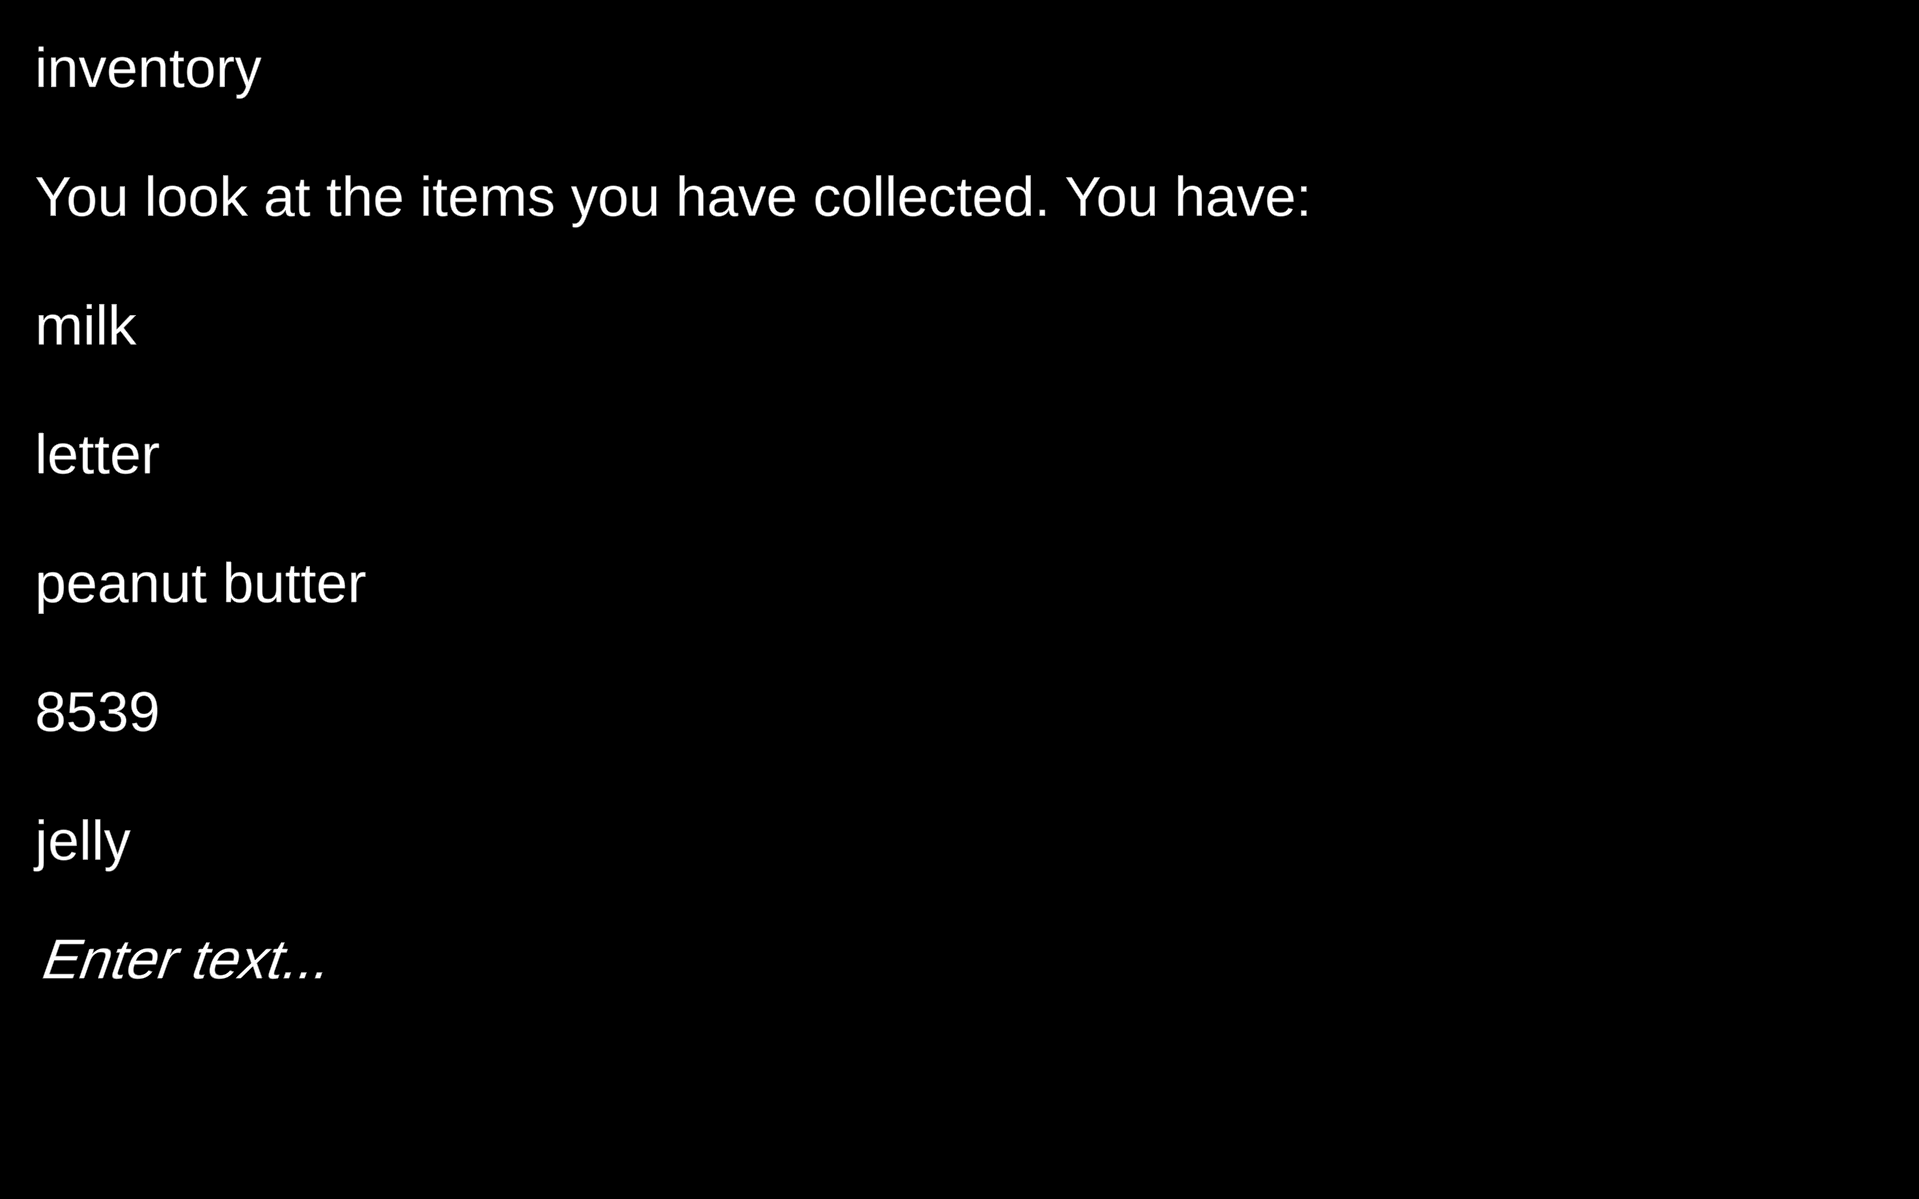 inventory
You look at the items you have collected. You have:
milk
letter
peanut butter
8539
jelly
Enter text...